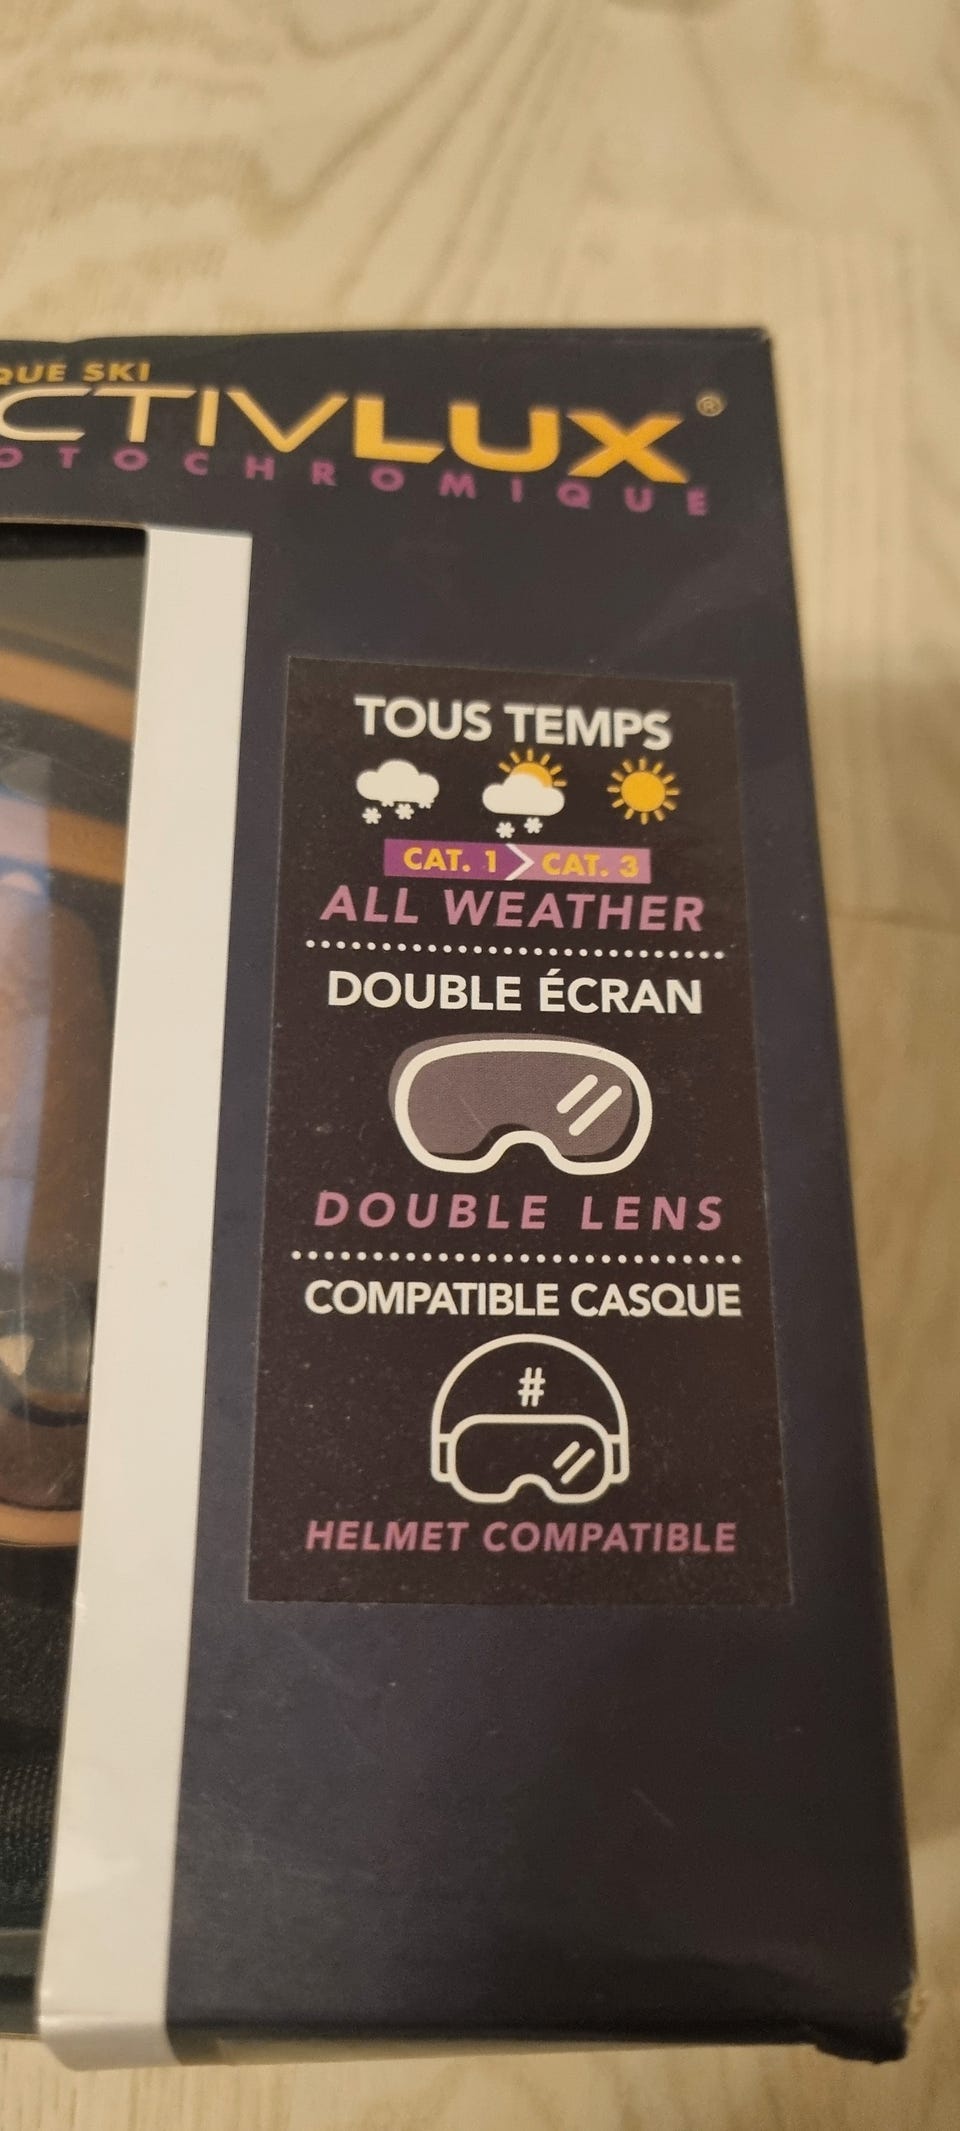 QUE SKI
CTIVLUX®
OTOCHROMIQUE
TOUS TEMPS
CAT. 1 > CAT. 3
ALL WEATHER
DOUBLE ÉCRAN
DOUBLE LENS
COMPATIBLE CASQUE
#
HELMET COMPATIBLE